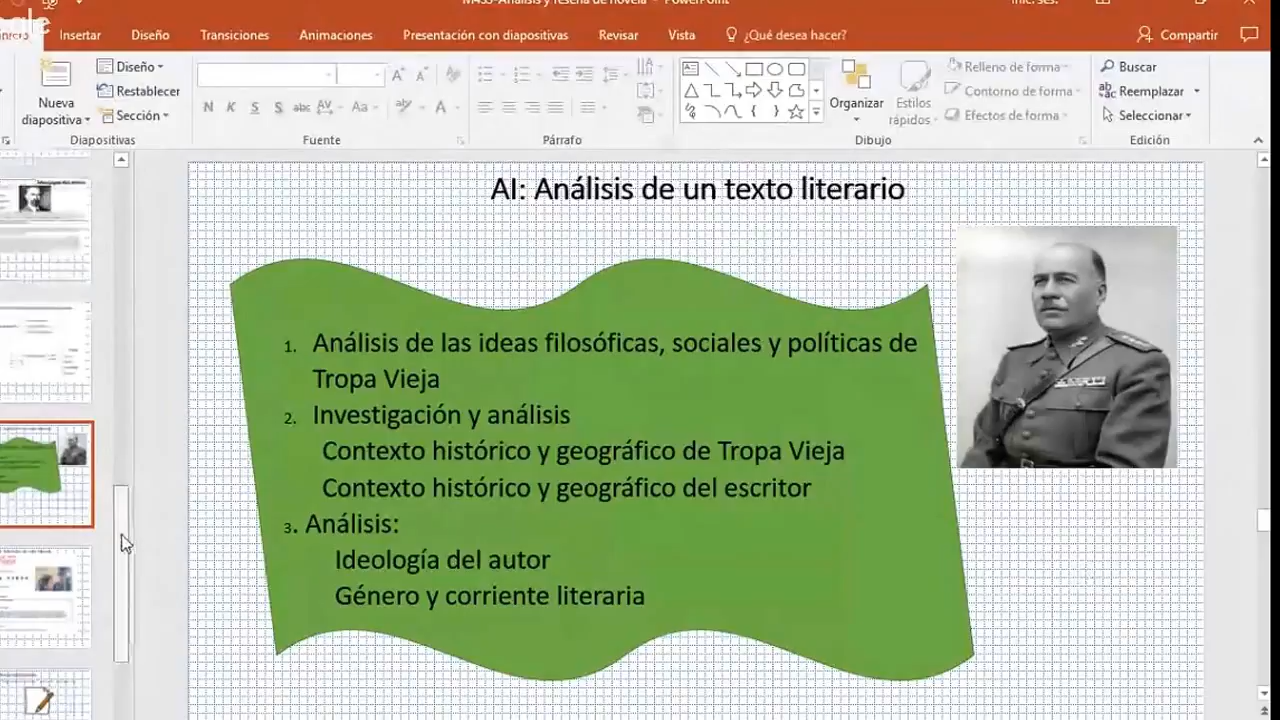 Insertar Diseño Transiciones Animaciones Presentación con diapositivas Revisar Vista ¿Qué desea hacer? Compartir
Nueva diapositiva
Diseño
Restablecer
Sección
Diapositivas
N K S S abc AV Aa A
Fuente
Párrafo
Organizar
Estilos rápidos
Relleno de forma
Contorno de forma
Efectos de forma
Dibujo
Buscar
Reemplazar
Seleccionar
Edición
AI: Análisis de un texto literario
1. Análisis de las ideas filosóficas, sociales y políticas de
Tropa Vieja
2. Investigación y análisis
Contexto histórico y geográfico de Tropa Vieja
Contexto histórico y geográfico del escritor
3. Análisis:
Ideología del autor
Género y corriente literaria